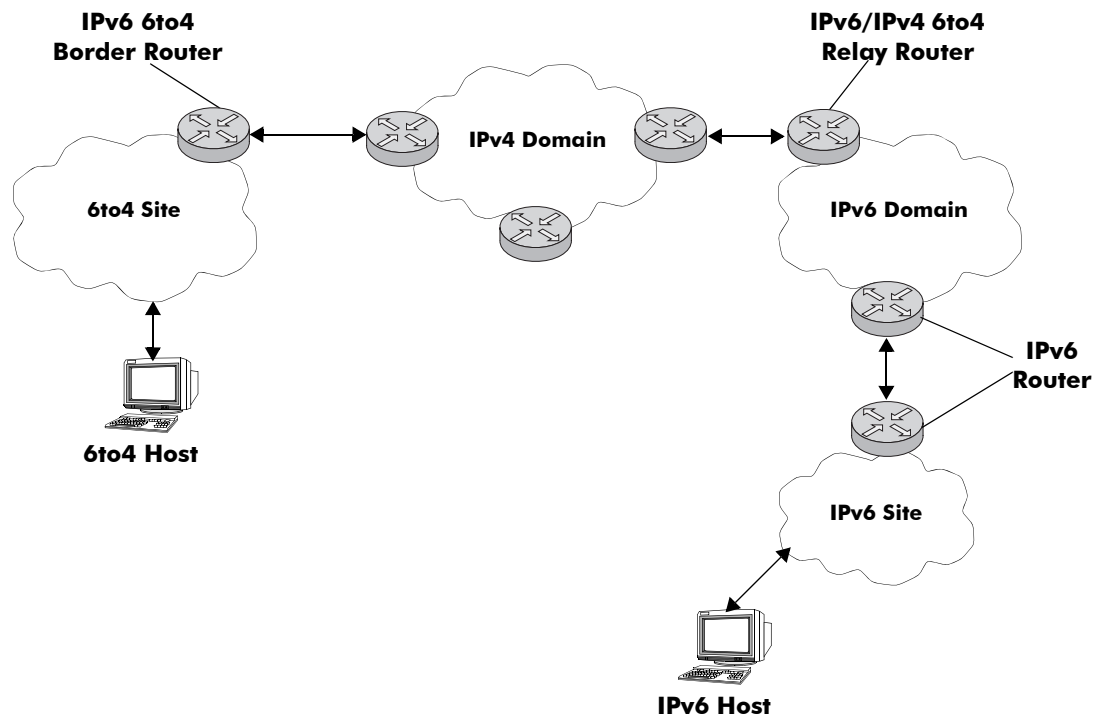 IPv6 6to4
Border Router
IPv6/IPv4 6to4
Relay Router
IPv4 Domain
6to4 Site
IPv6 Domain
IPv6
Router
6to4 Host
IPv6 Site
IPv6 Host